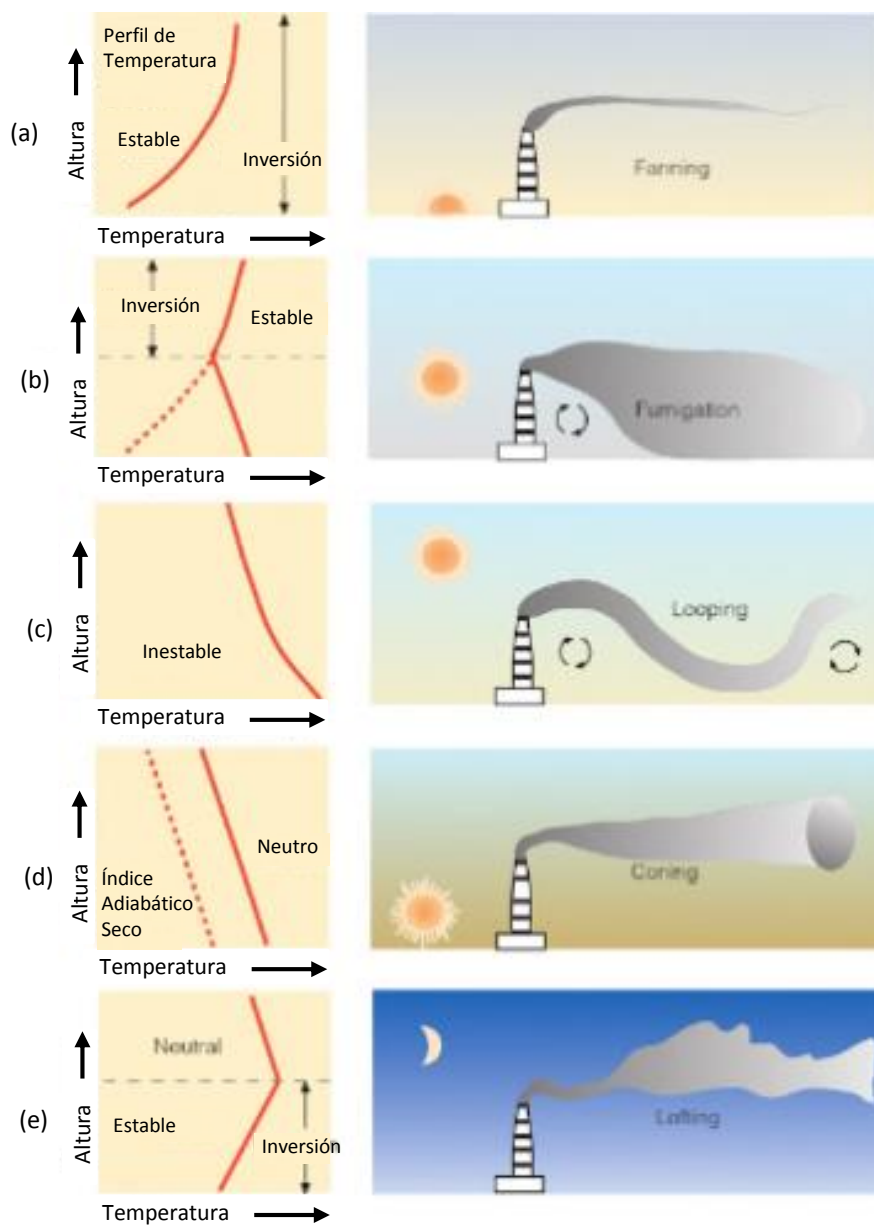 Perfil de
Temperatura
Estable
Inversión
Altura
(a)
Temperatura
Fanning
Inversión
Estable
Altura
(b)
Temperatura
Fumigation
Altura
(c)
Inestable
Temperatura
Looping
Altura
(d)
Neutro
Índice
Adiabático
Seco
Temperatura
Coning
Neutral
Altura
(e)
Estable
Inversión
Temperatura
Lofting